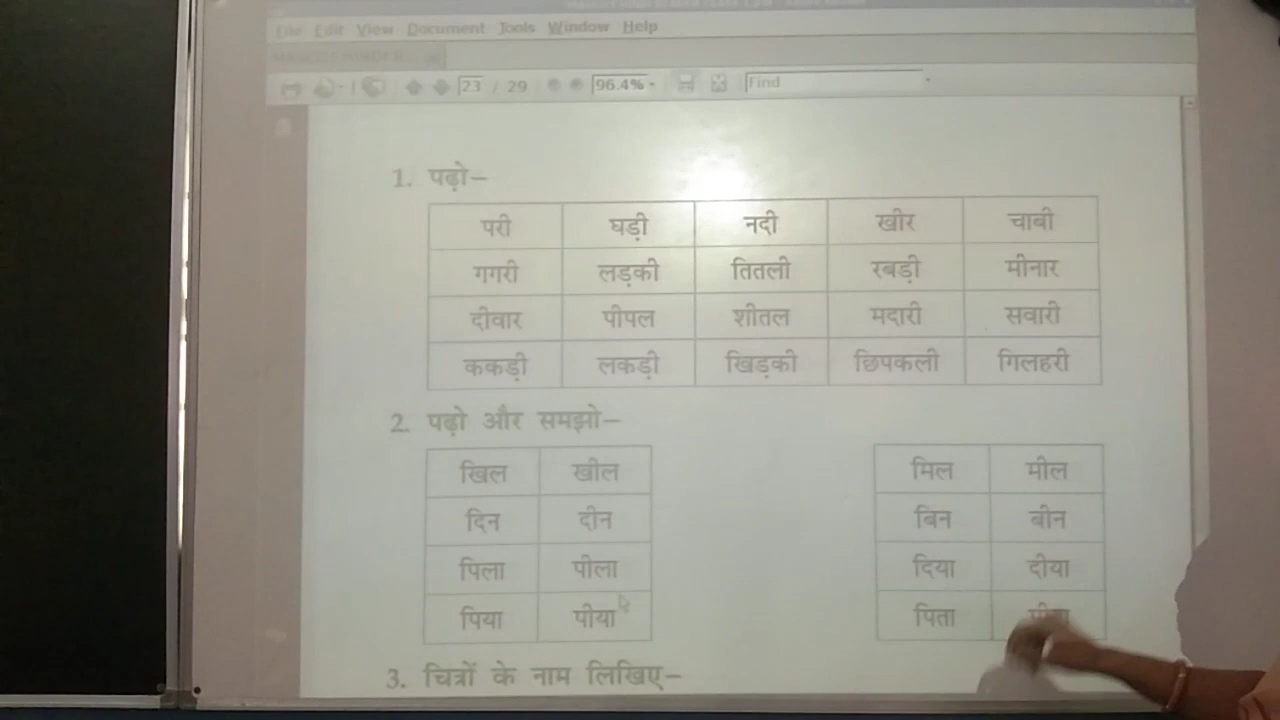 File Edit View Document Tools Window Help
23 / 29 96.4% Find
1. पढ़ो–
परी घड़ी नदी खीर चाबी
गगरी लड़की तितली रबड़ी मीनार
दीवार पीपल शीतल मदारी सवारी
ककड़ी लकड़ी खिड़की छिपकली गिलहरी
2. पढ़ो और समझो–
खिल खील मिल मील
दिन दीन बिन बीन
पिला पीला दिया दीया
पिया पीया पिता
3. चित्रों के नाम लिखिए–